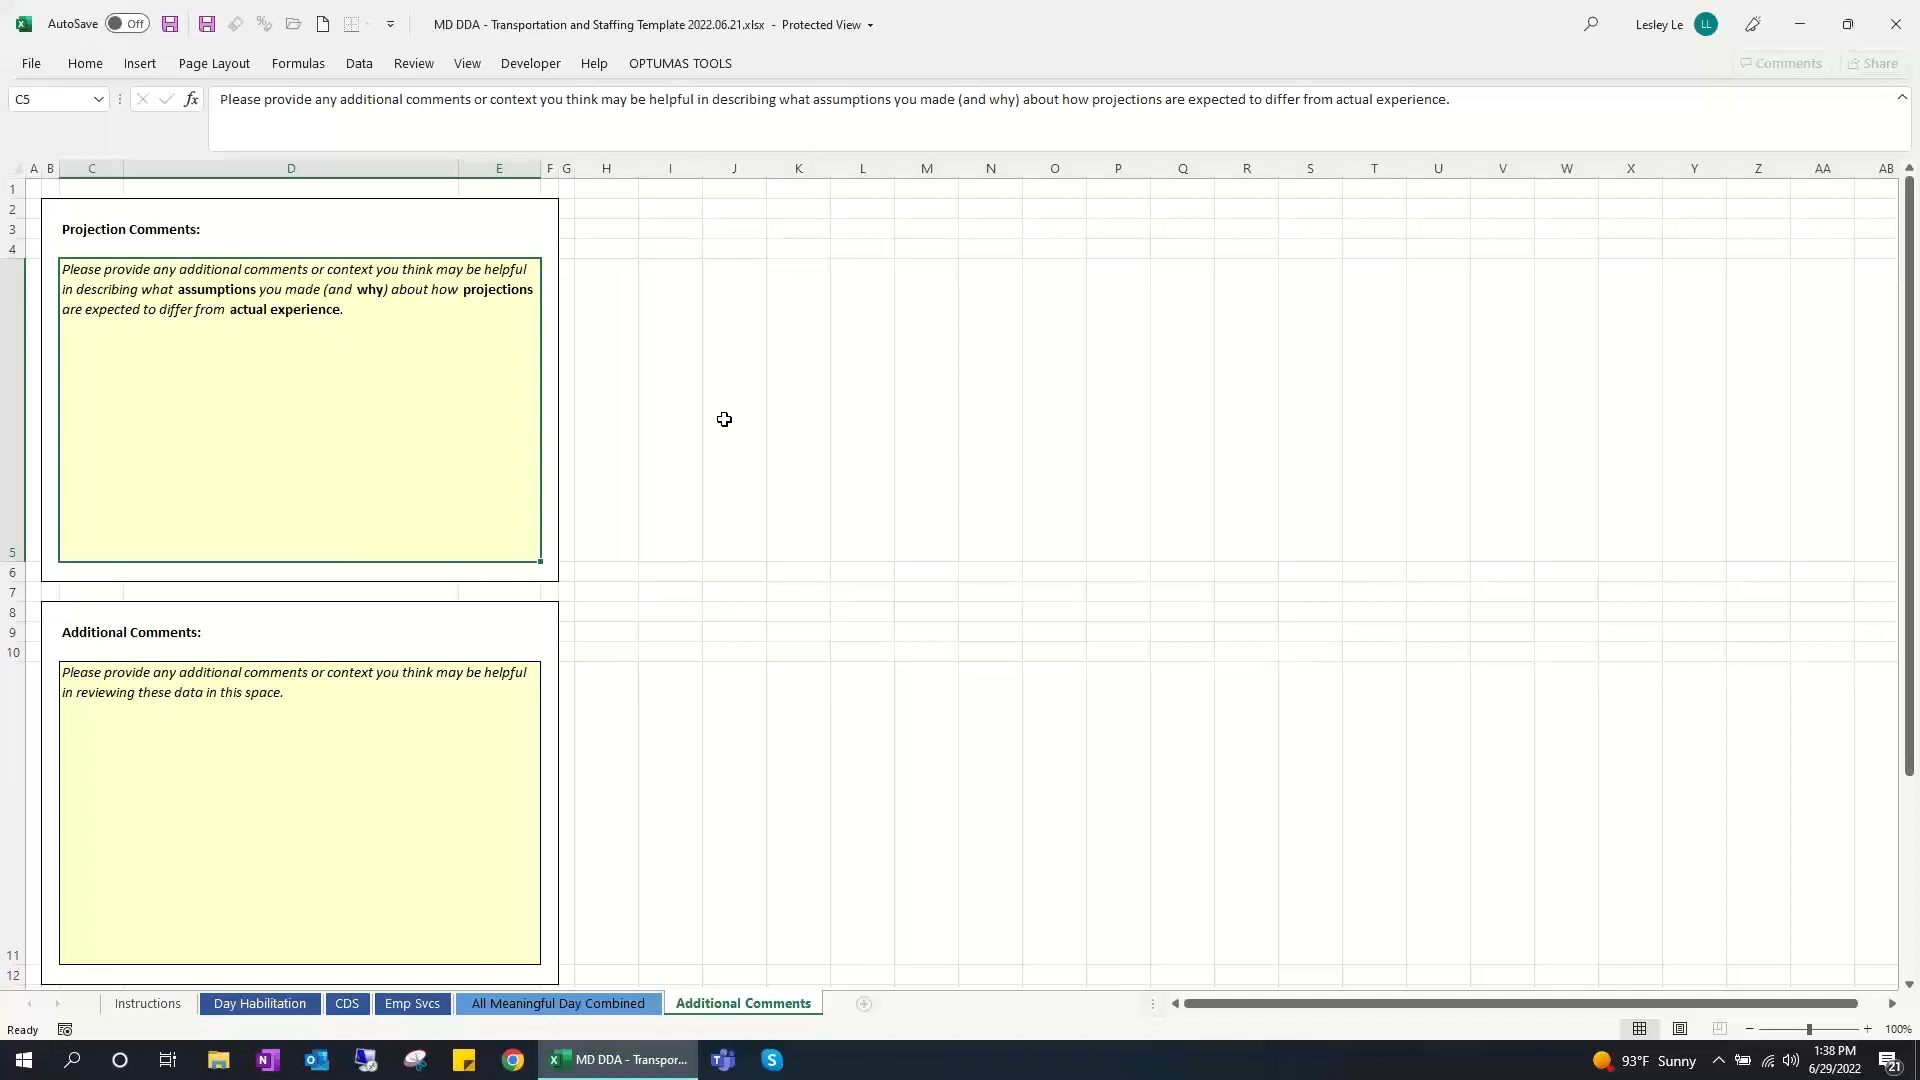 AutoSave Off MD DDA - Transportation and Staffing Template 2022.06.21.xlsx - Protected View Lesley Le LL
File Home Insert Page Layout Formulas Data Review View Developer Help OPTUMAS TOOLS Comments Share
C5 fx Please provide any additional comments or context you think may be helpful in describing what assumptions you made (and why) about how projections are expected to differ from actual experience.
A B C D E F G H I J K L M N O P Q R S T U V W X Y Z AA AB
1
2
3 Projection Comments:
4
Please provide any additional comments or context you think may be helpful
in describing what assumptions you made (and why) about how projections
are expected to differ from actual experience.
5
6
7
8
9 Additional Comments:
10
Please provide any additional comments or context you think may be helpful
in reviewing these data in this space.
11
12
Instructions Day Habilitation CDS Emp Svcs All Meaningful Day Combined Additional Comments
Ready 100%
MD DDA - Transpor... 93°F Sunny 1:38 PM
6/29/2022 21